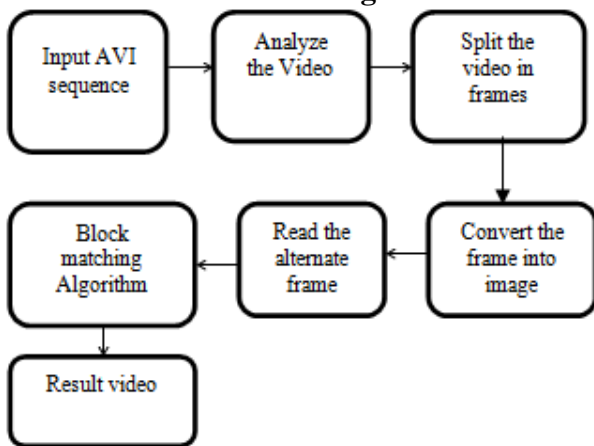 Input AVI
sequence
Analyze
the Video
Split the
video in
frames
Convert the
frame into
image
Read the
alternate
frame
Block
matching
Algorithm
Result video